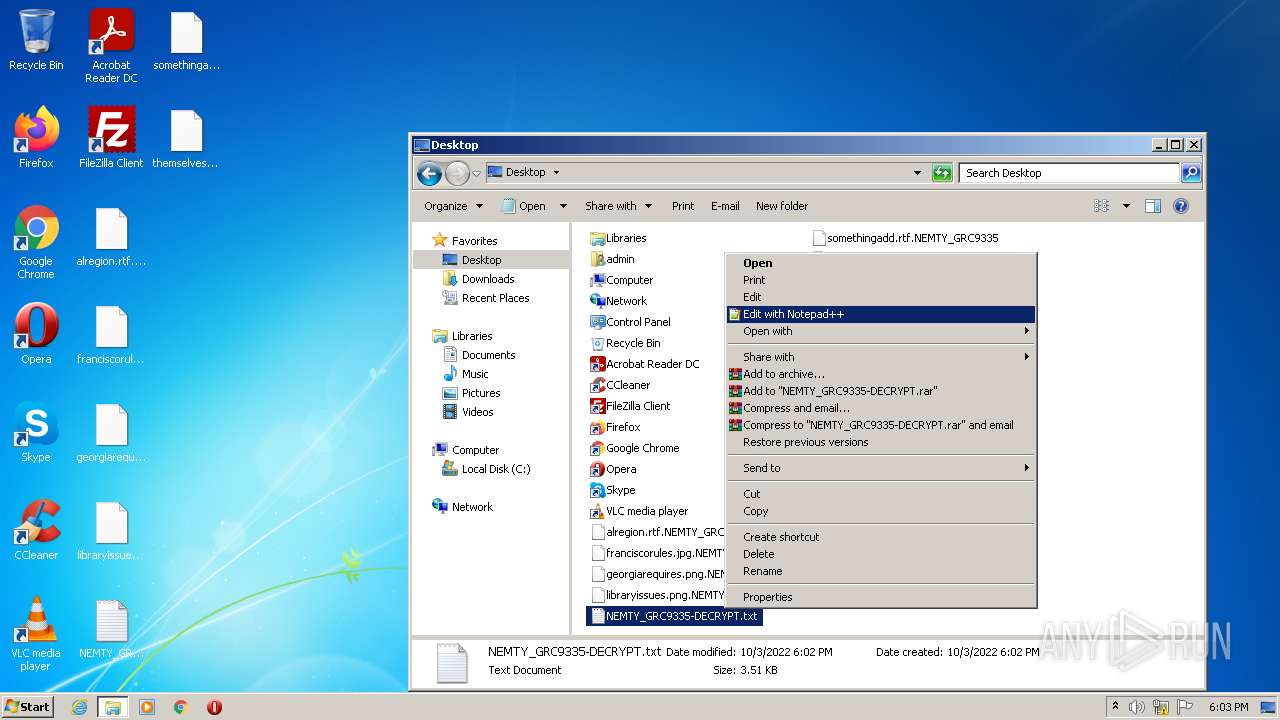 Recycle Bin
Acrobat
Reader DC
somethinga...
Firefox
FileZilla Client
themselves...
Google
Chrome
alregion.rtf....
Opera
franciscorul...
Skype
georgiarequ...
CCleaner
libraryissue...
VLC media
player
NEMTY_GR...
Desktop
Desktop
Search Desktop
Organize
Open
Share with
Print
E-mail
New folder
Favorites
Desktop
Downloads
Recent Places
Libraries
Documents
Music
Pictures
Videos
Computer
Local Disk (C:)
Network
Libraries
admin
Computer
Network
Control Panel
Recycle Bin
Acrobat Reader DC
CCleaner
FileZilla Client
Firefox
Google Chrome
Opera
Skype
VLC media player
alregion.rtf.NEMTY_GRC
franciscorules.jpg.NEMT
georgiarequires.png.NEM
libraryissues.png.NEMTY
NEMTY_GRC9335-DECRYPT.txt
somethingadd.rtf.NEMTY_GRC9335
Open
Print
Edit
Edit with Notepad++
Open with
Share with
Add to archive...
Add to "NEMTY_GRC9335-DECRYPT.rar"
Compress and email...
Compress to "NEMTY_GRC9335-DECRYPT.rar" and email
Restore previous versions
Send to
Cut
Copy
Create shortcut
Delete
Rename
Properties
NEMTY_GRC9335-DECRYPT.txt Date modified: 10/3/2022 6:02 PM Date created: 10/3/2022 6:02 PM
Text Document Size: 3.51 KB
ANY RUN
Start
6:03 PM